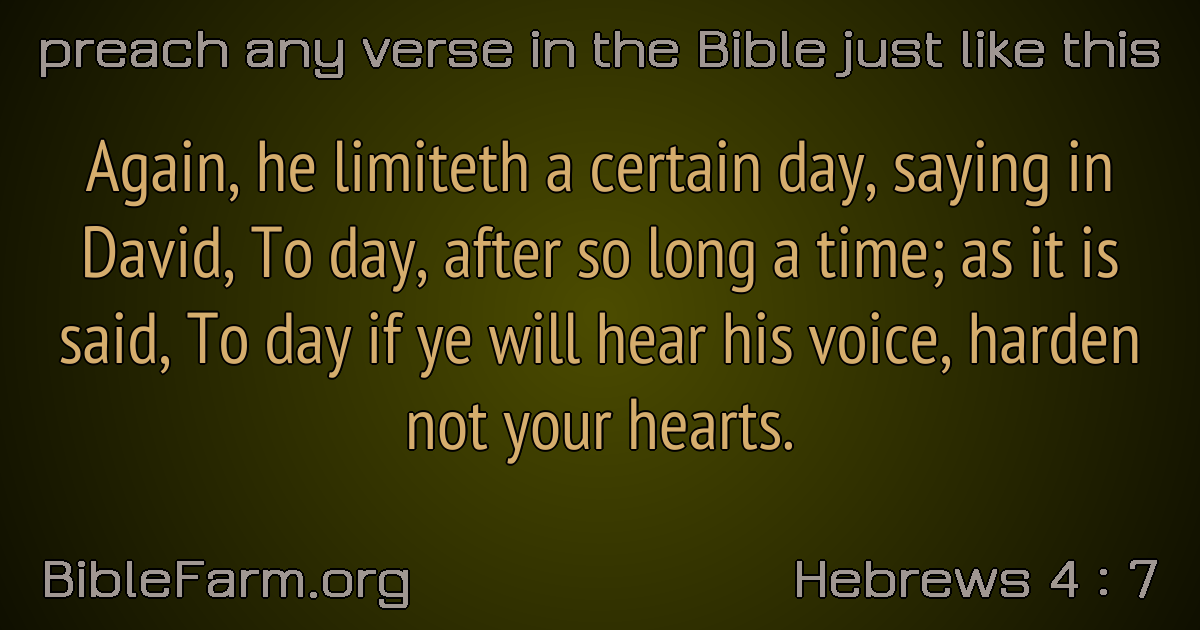 preach any verse in the Bible just like this
Again, he limiteth a certain day, saying in
David, To day, after so long a time; as it is
said, To day if ye will hear his voice, harden
not your hearts.
BibleFarm.org
Hebrews 4 : 7